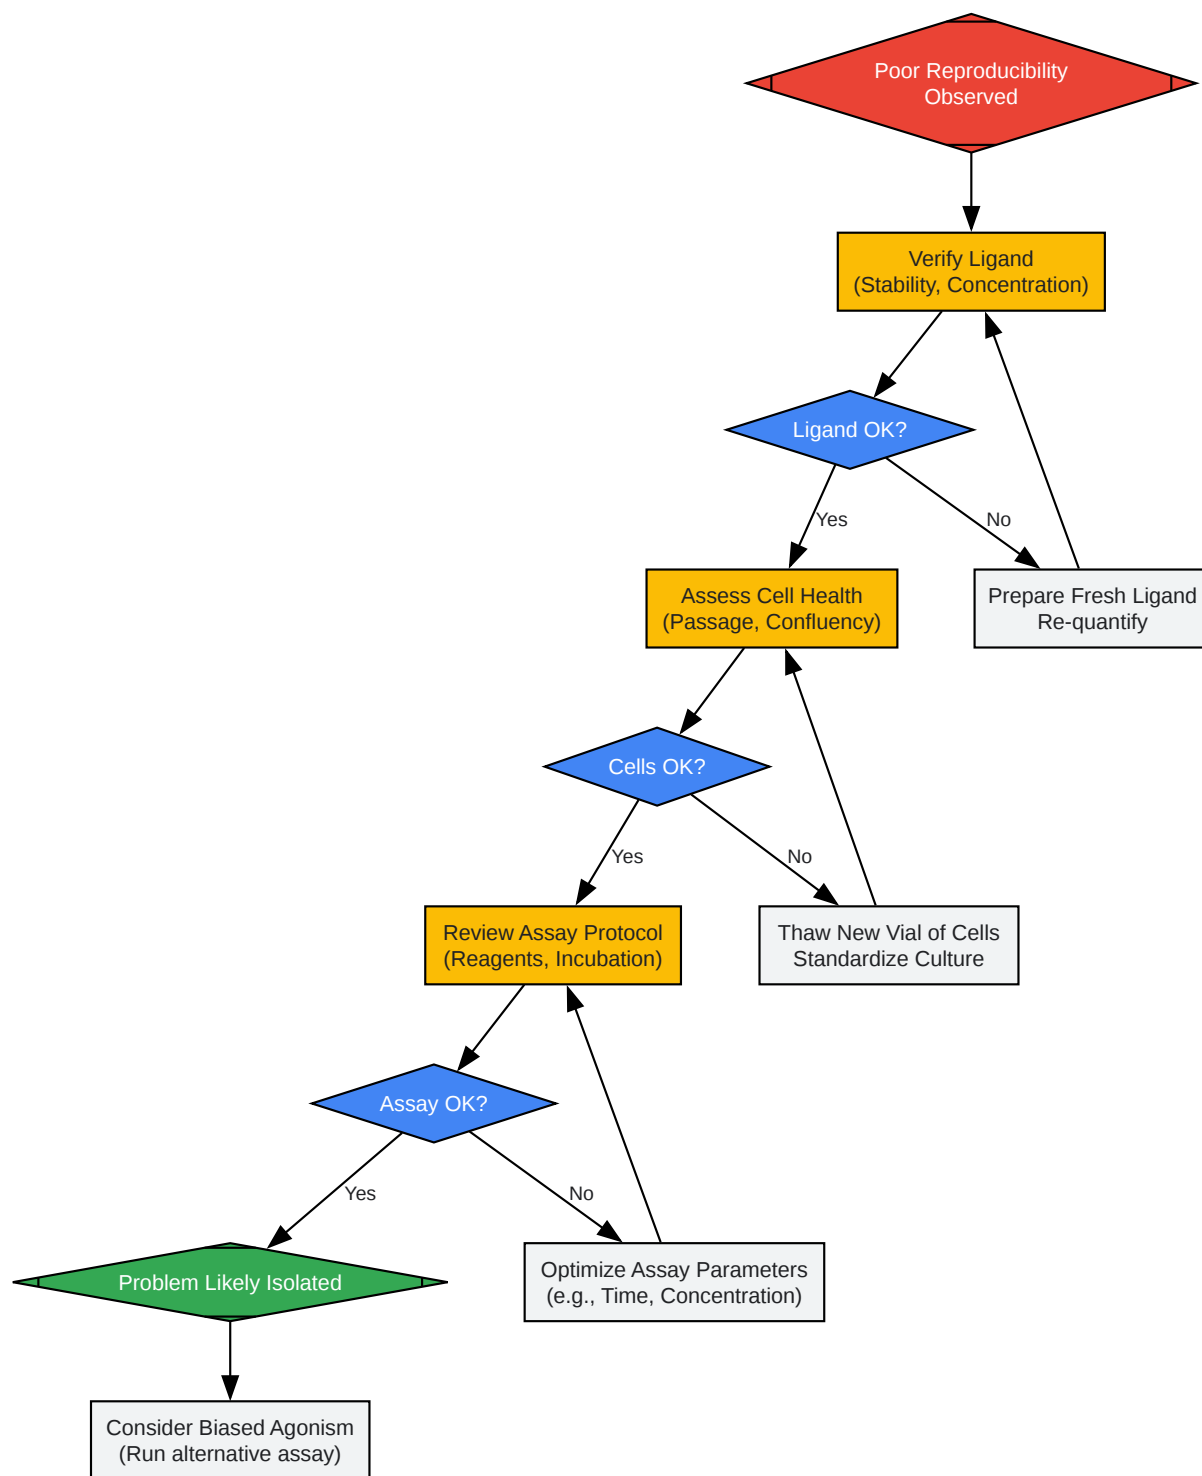 Poor Reproducibility
Observed
Verify Ligand
(Stability, Concentration)
Ligand OK?
Yes
No
Assess Cell Health
(Passage, Confluency)
Prepare Fresh Ligand
Re-quantify
Cells OK?
Yes
No
Review Assay Protocol
(Reagents, Incubation)
Thaw New Vial of Cells
Standardize Culture
Assay OK?
Yes
No
Problem Likely Isolated
Optimize Assay Parameters
(e.g., Time, Concentration)
Consider Biased Agonism
(Run alternative assay)